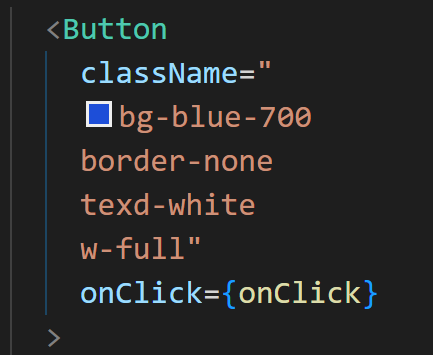 <Button
className="
bg-blue-700
border-none
texd-white
w-full"
onClick={onClick}
>